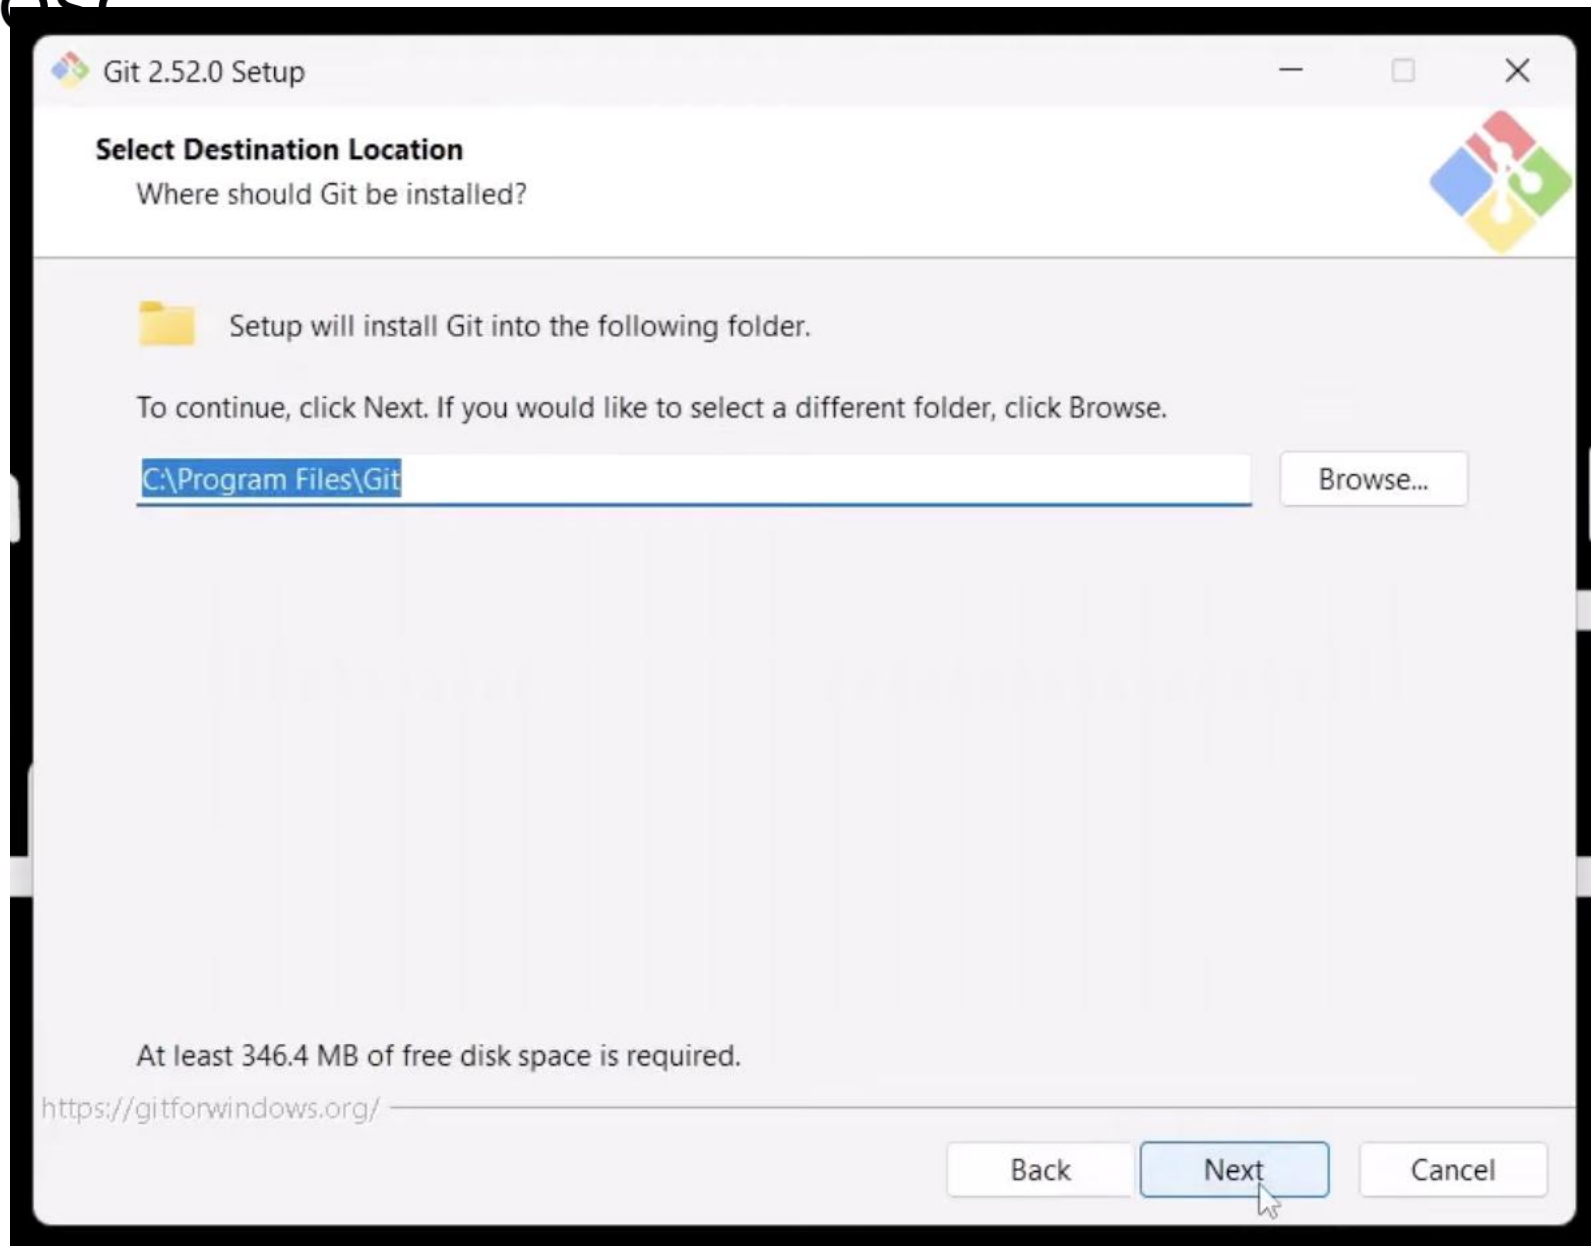 Git 2.52.0 Setup
Select Destination Location
Where should Git be installed?
Setup will install Git into the following folder.
To continue, click Next. If you would like to select a different folder, click Browse.
C:\Program Files\Git
Browse...
At least 346.4 MB of free disk space is required.
https://gitforwindows.org/
Back
Next
Cancel